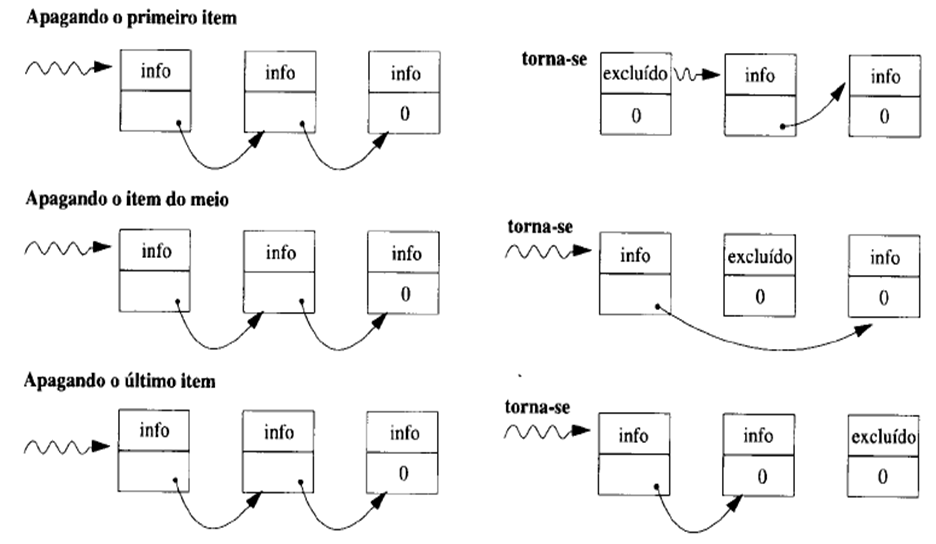 Apagando o primeiro item
info info info
0
torna-se
excluído info info
0 0
Apagando o item do meio
info info info
0
torna-se
info excluído info
0 0
Apagando o último item
info info info
0
torna-se
info info excluído
0 0